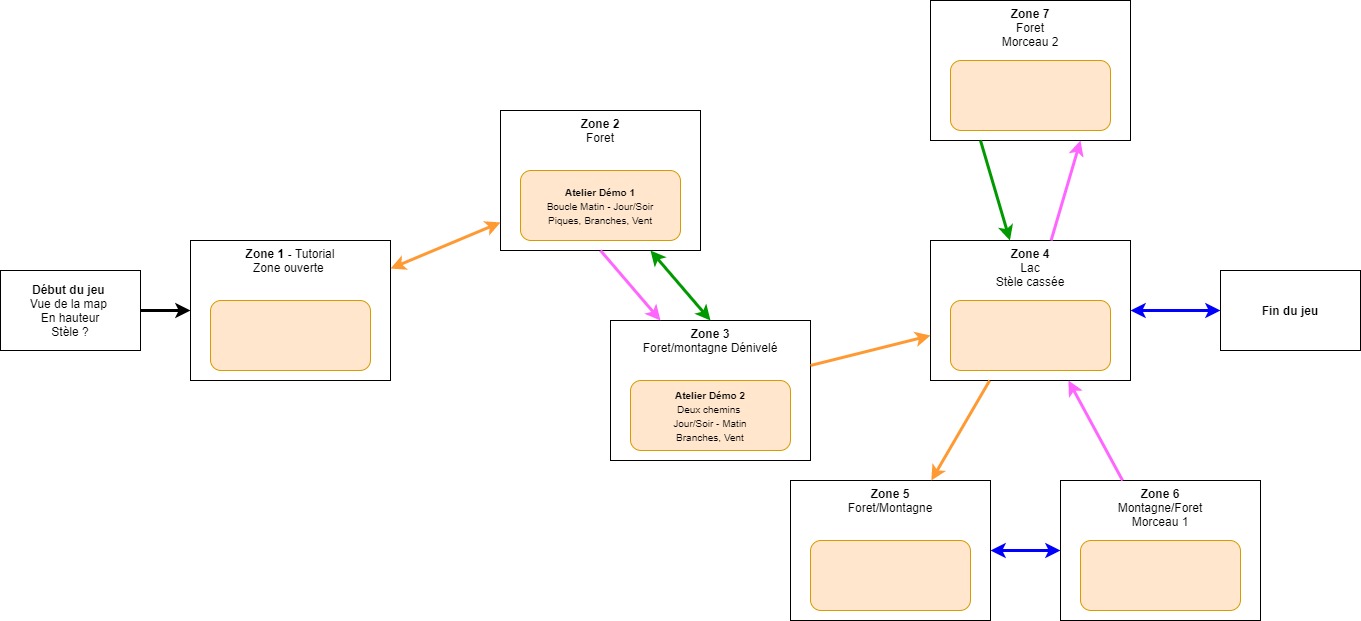 Début du jeu
Vue de la map
En hauteur
Stèle ?
Zone 1 - Tutorial
Zone ouverte
Zone 2
Foret
Atelier Démo 1
Boucle Matin - Jour/Soir
Piques, Branches, Vent
Zone 3
Foret/montagne Dénivelé
Atelier Démo 2
Deux chemins
Jour/Soir - Matin
Branches, Vent
Zone 7
Foret
Morceau 2
Zone 4
Lac
Stèle cassée
Fin du jeu
Zone 5
Foret/Montagne
Zone 6
Montagne/Foret
Morceau 1